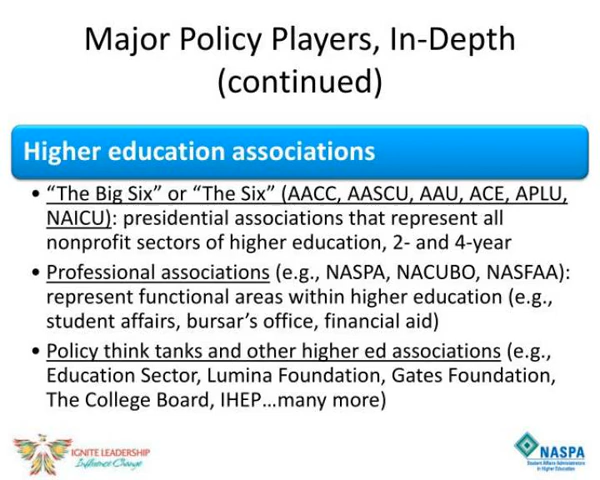 Major Policy Players, In-Depth
(continued)
Higher education associations
• “The Big Six” or “The Six” (AACC, AASCU, AAU, ACE, APLU,
NAICU): presidential associations that represent all
nonprofit sectors of higher education, 2- and 4-year
• Professional associations (e.g., NASPA, NACUBO, NASFAA):
represent functional areas within higher education (e.g.,
student affairs, bursar’s office, financial aid)
• Policy think tanks and other higher ed associations (e.g.,
Education Sector, Lumina Foundation, Gates Foundation,
The College Board, IHEP…many more)
IGNITE LEADERSHIP
Influence Change
NASPA
Student Affairs Administrators
in Higher Education